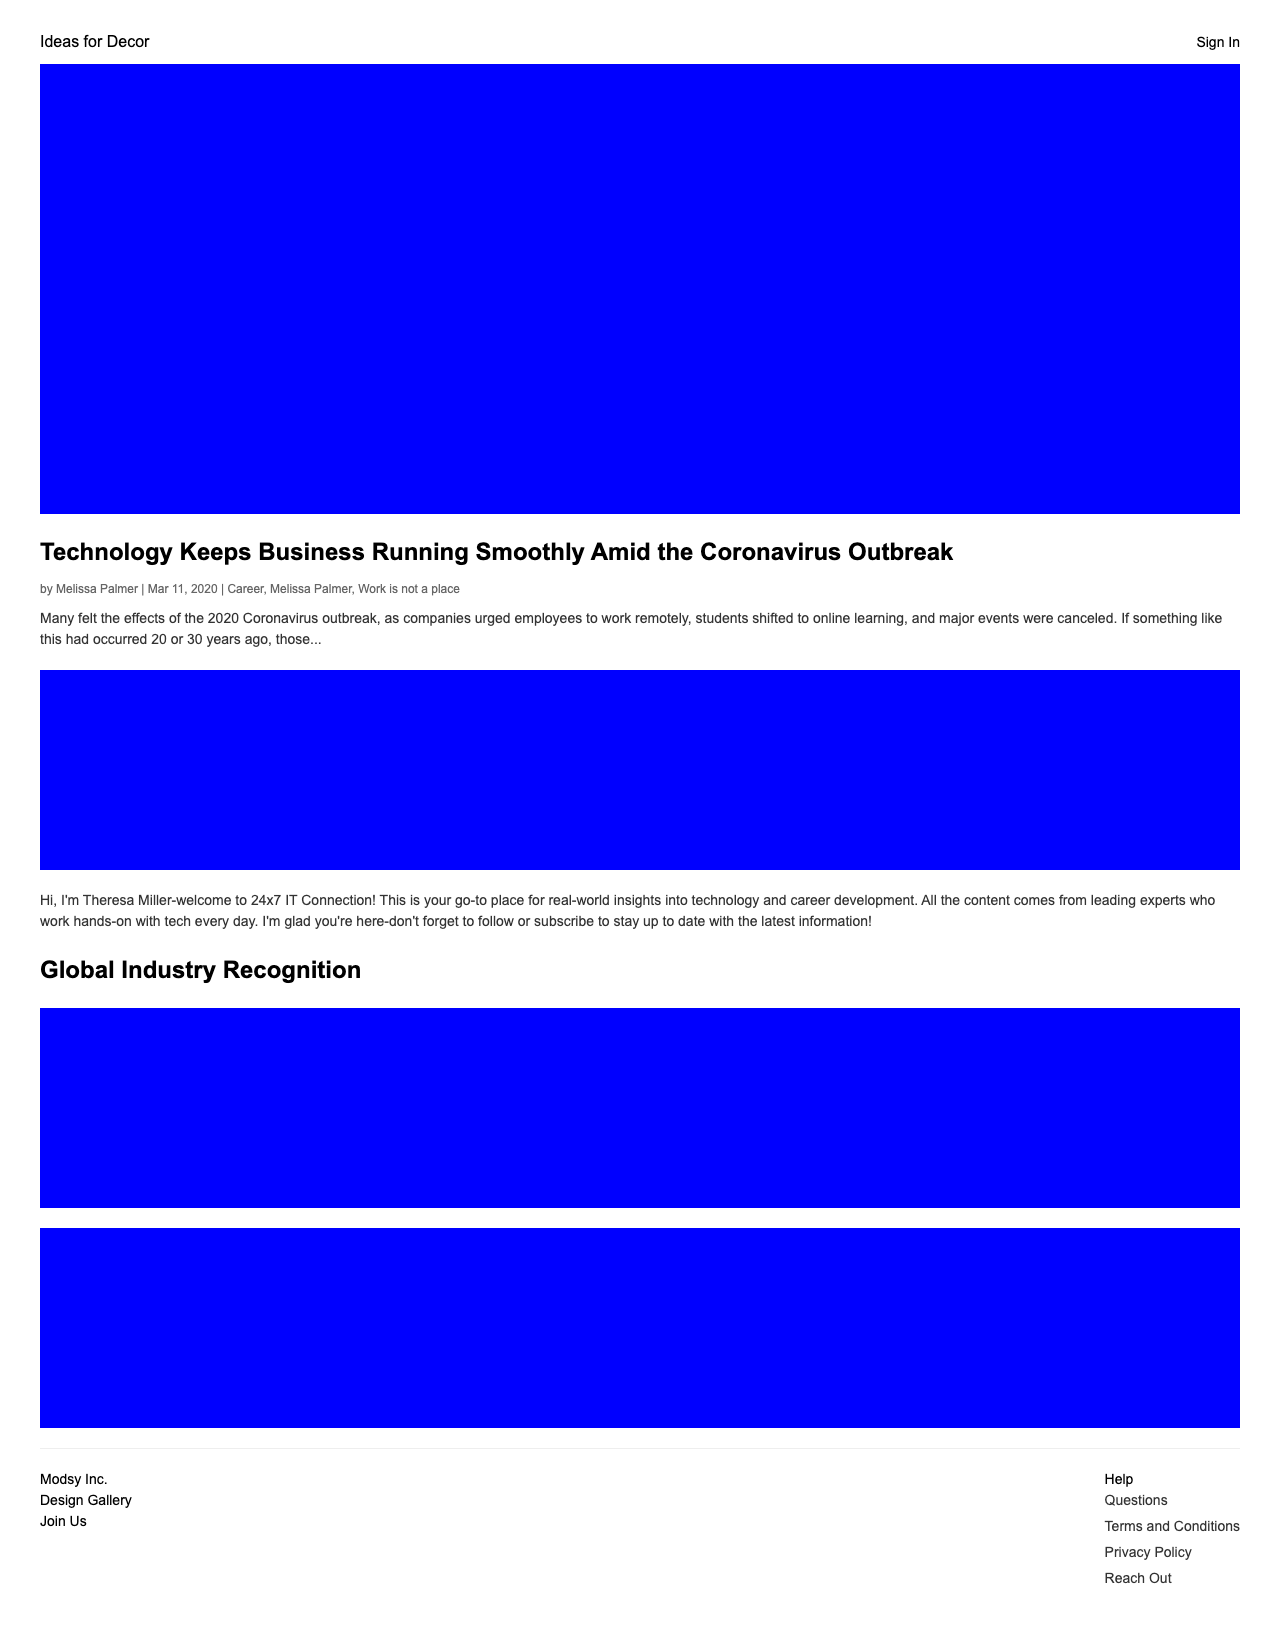 Ideas for Decor
Sign In
Technology Keeps Business Running Smoothly Amid the Coronavirus Outbreak
by Melissa Palmer | Mar 11, 2020 | Career, Melissa Palmer, Work is not a place
Many felt the effects of the 2020 Coronavirus outbreak, as companies urged employees to work remotely, students shifted to online learning, and major events were canceled. If something like
this had occurred 20 or 30 years ago, those...
Hi, I'm Theresa Miller-welcome to 24x7 IT Connection! This is your go-to place for real-world insights into technology and career development. All the content comes from leading experts who
work hands-on with tech every day. I'm glad you're here-don't forget to follow or subscribe to stay up to date with the latest information!
Global Industry Recognition
Modsy Inc.
Design Gallery
Join Us
Help
Questions
Terms and Conditions
Privacy Policy
Reach Out